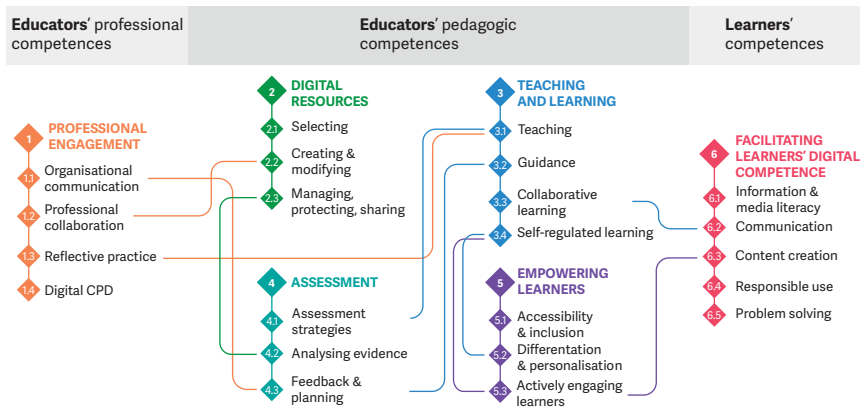 Educators' professional
competences
Educators' pedagogic
competences
Learners'
competences
1
PROFESSIONAL
ENGAGEMENT
1.1
Organisational
communication
1.2
Professional
collaboration
1.3
Reflective practice
1.4
Digital CPD
2
DIGITAL
RESOURCES
2.1
Selecting
2.2
Creating &
modifying
2.3
Managing,
protecting, sharing
3
TEACHING
AND LEARNING
3.1
Teaching
3.2
Guidance
3.3
Collaborative
learning
3.4
Self-regulated learning
4
ASSESSMENT
4.1
Assessment
strategies
4.2
Analysing evidence
4.3
Feedback &
planning
5
EMPOWERING
LEARNERS
5.1
Accessibility
& inclusion
5.2
Differentiation
& personalisation
5.3
Actively engaging
learners
6
FACILITATING
LEARNERS' DIGITAL
COMPETENCE
6.1
Information &
media literacy
6.2
Communication
6.3
Content creation
6.4
Responsible use
6.5
Problem solving